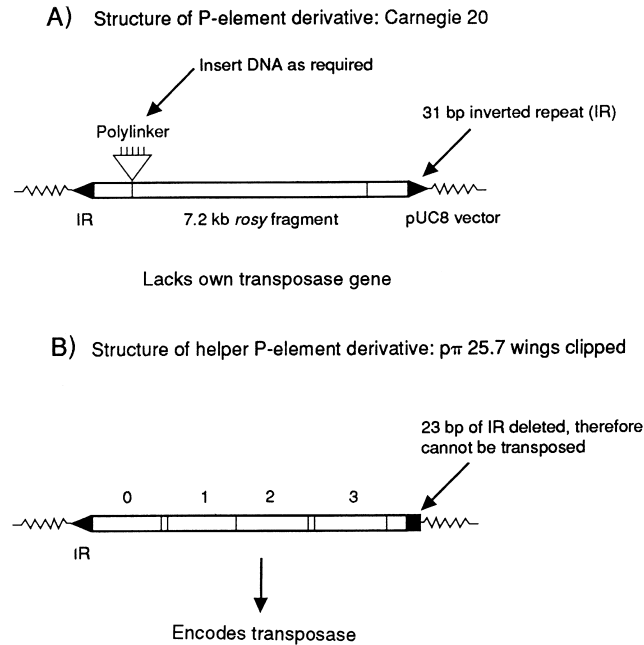 A) Structure of P-element derivative: Carnegie 20
Insert DNA as required
Polylinker
31 bp inverted repeat (IR)
IR
7.2 kb rosy fragment
pUC8 vector
Lacks own transposase gene
B) Structure of helper P-element derivative: pπ 25.7 wings clipped
23 bp of IR deleted, therefore
cannot be transposed
0 1 2 3
IR
Encodes transposase